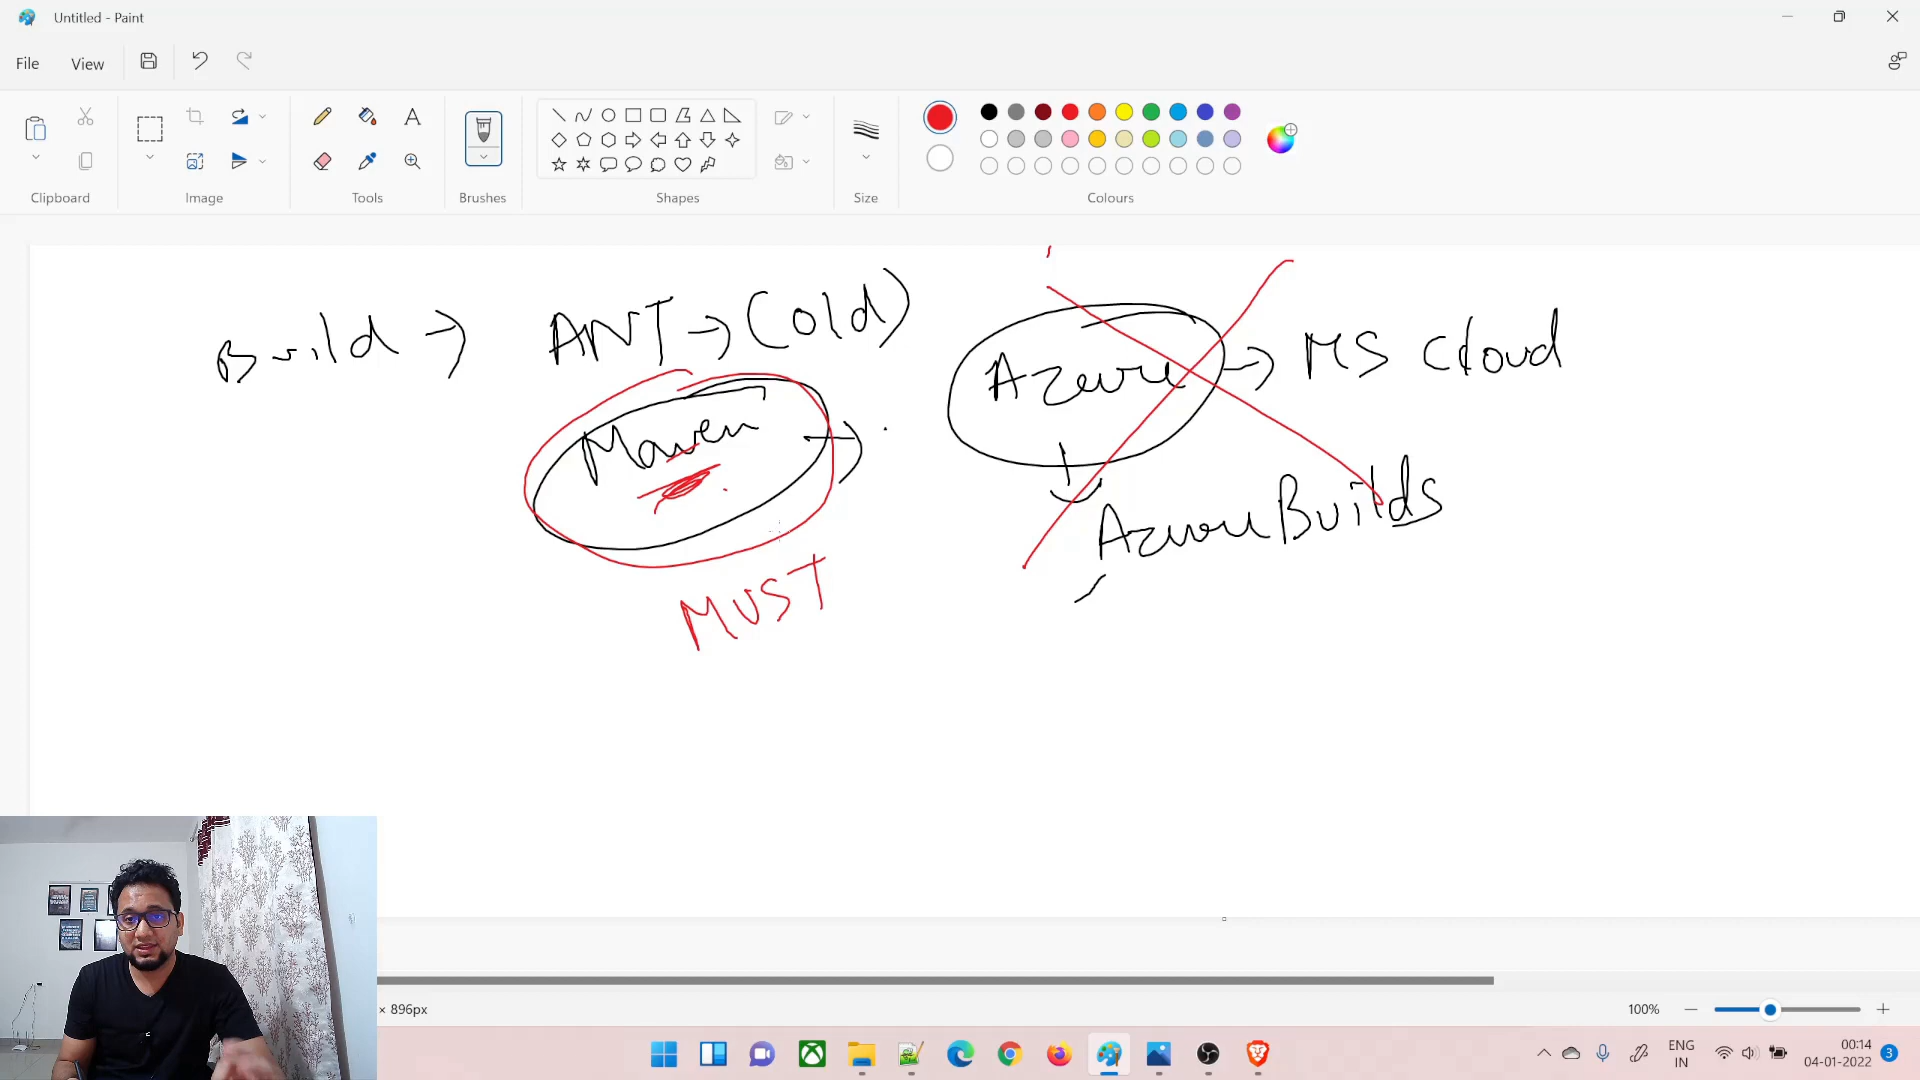 Untitled - Paint
File View
Clipboard Image Tools Brushes Shapes Size Colours
Build → ANT → (old)
Maven →
MUST
Azure → MS Cloud
Azure Builds
× 896px
100%
ENG
IN
00:14
04-01-2022
3